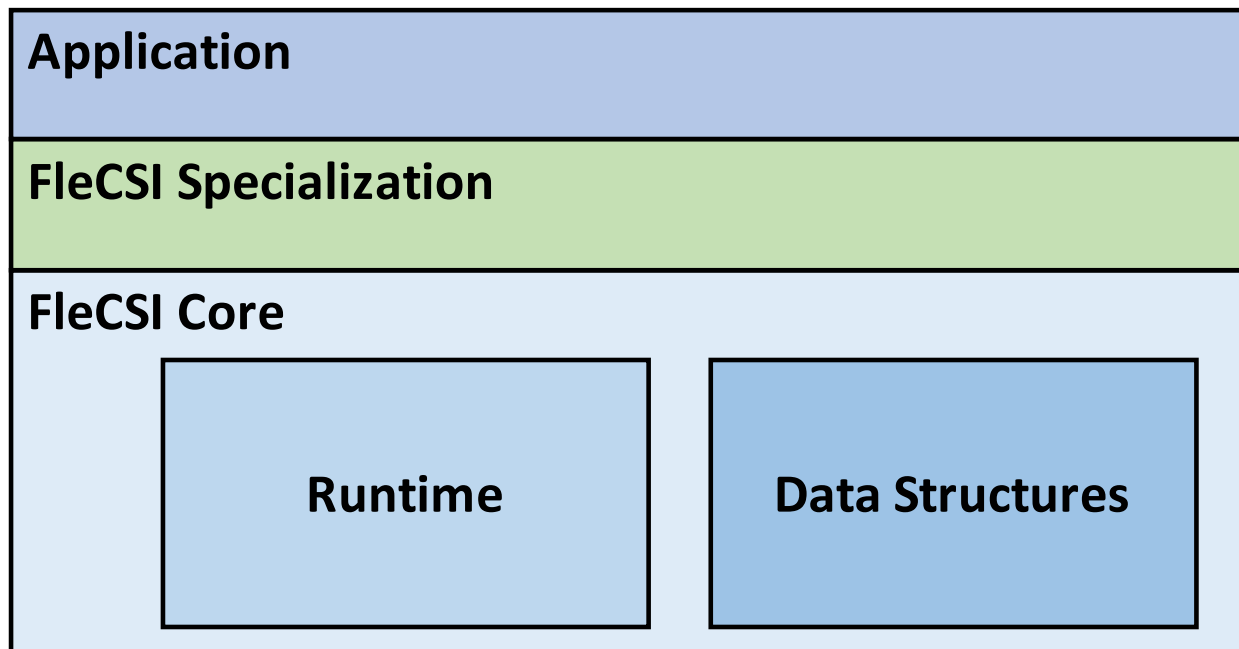 Application
FleCSI Specialization
FleCSI Core
Runtime
Data Structures